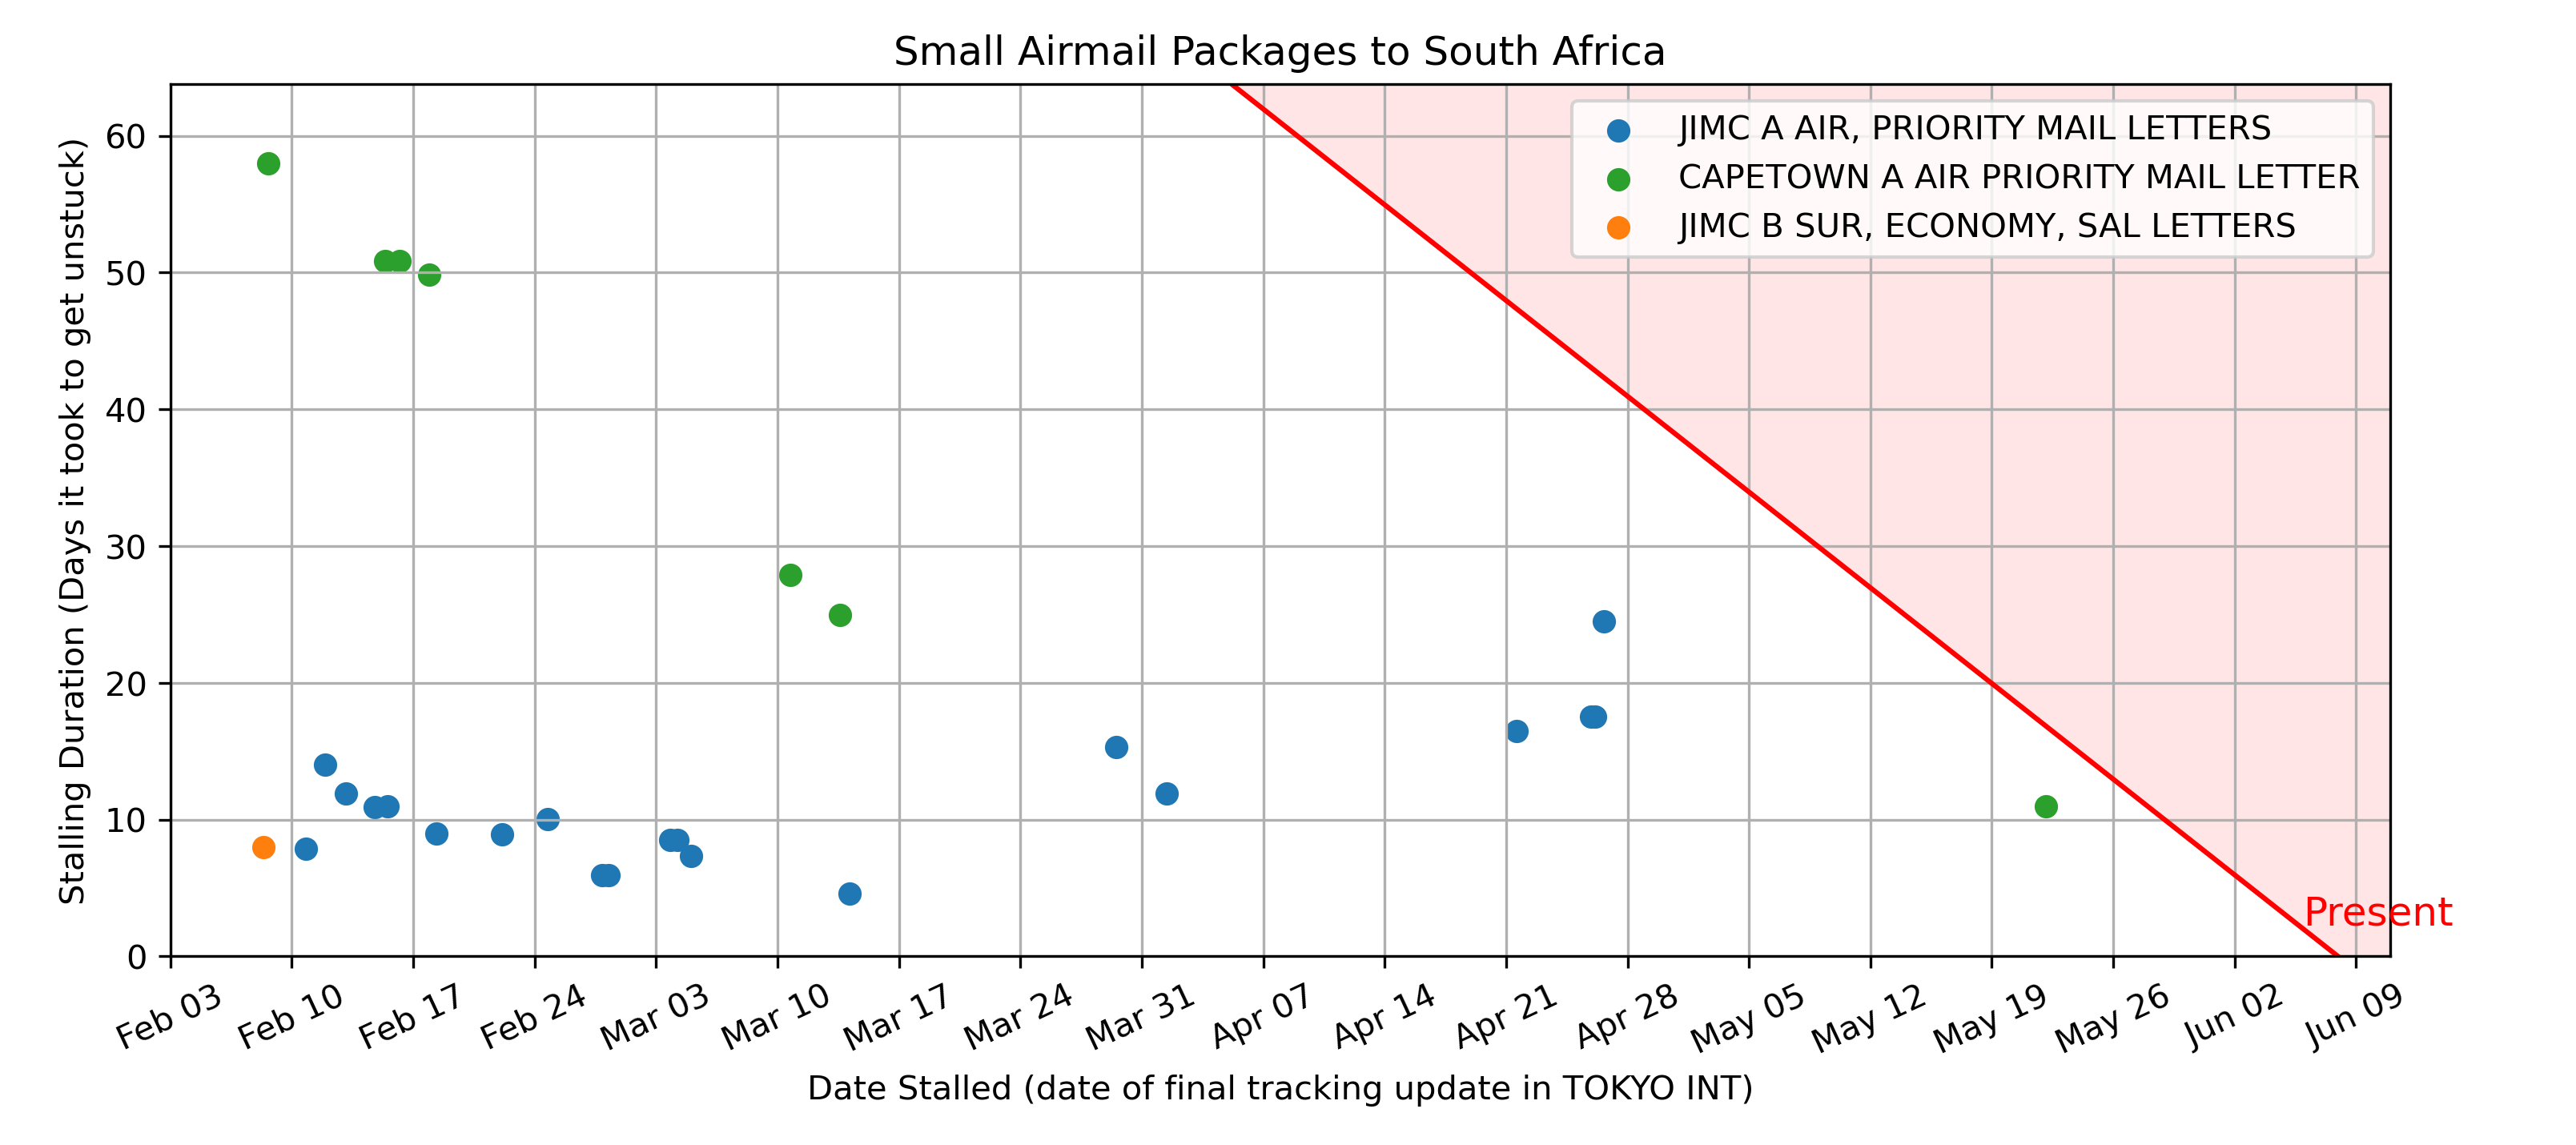 Small Airmail Packages to South Africa
JIMC A AIR, PRIORITY MAIL LETTERS
CAPETOWN A AIR PRIORITY MAIL LETTER
JIMC B SUR, ECONOMY, SAL LETTERS
Stalling Duration (Days it took to get unstuck)
60
50
40
30
20
10
0
Present
Feb 03 Feb 10 Feb 17 Feb 24 Mar 03 Mar 10 Mar 17 Mar 24 Mar 31 Apr 07 Apr 14 Apr 21 Apr 28 May 05 May 12 May 19 May 26 Jun 02 Jun 09
Date Stalled (date of final tracking update in TOKYO INT)